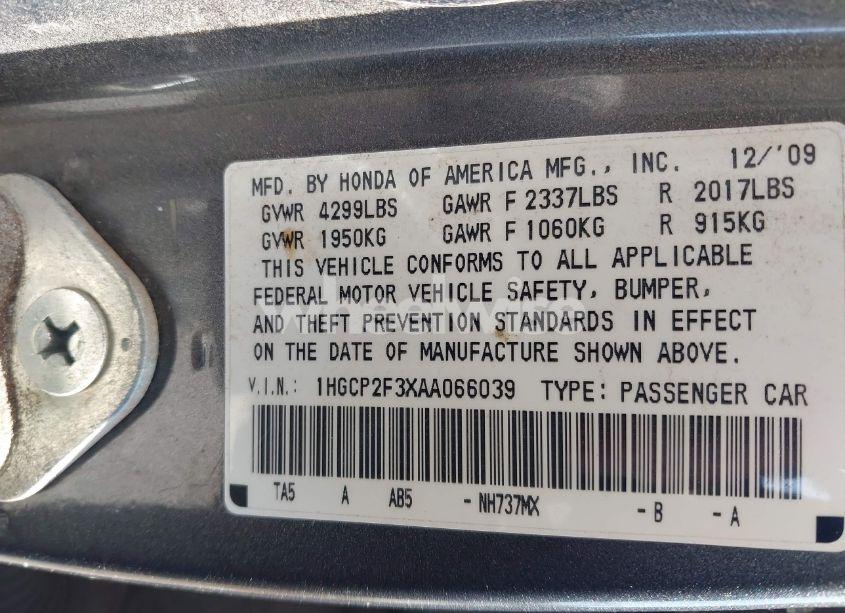 MFD. BY HONDA OF AMERICA MFG., INC. 12/'09
GVWR 4299LBS GAWR F 2337LBS R 2017LBS
GVWR 1950KG GAWR F 1060KG R 915KG
THIS VEHICLE CONFORMS TO ALL APPLICABLE
FEDERAL MOTOR VEHICLE SAFETY, BUMPER,
AND THEFT PREVENTION STANDARDS IN EFFECT
ON THE DATE OF MANUFACTURE SHOWN ABOVE.
V.I.N.: 1HGCP2F3XAA066039 TYPE: PASSENGER CAR
TA5 A AB5 - NH737MX - B - A